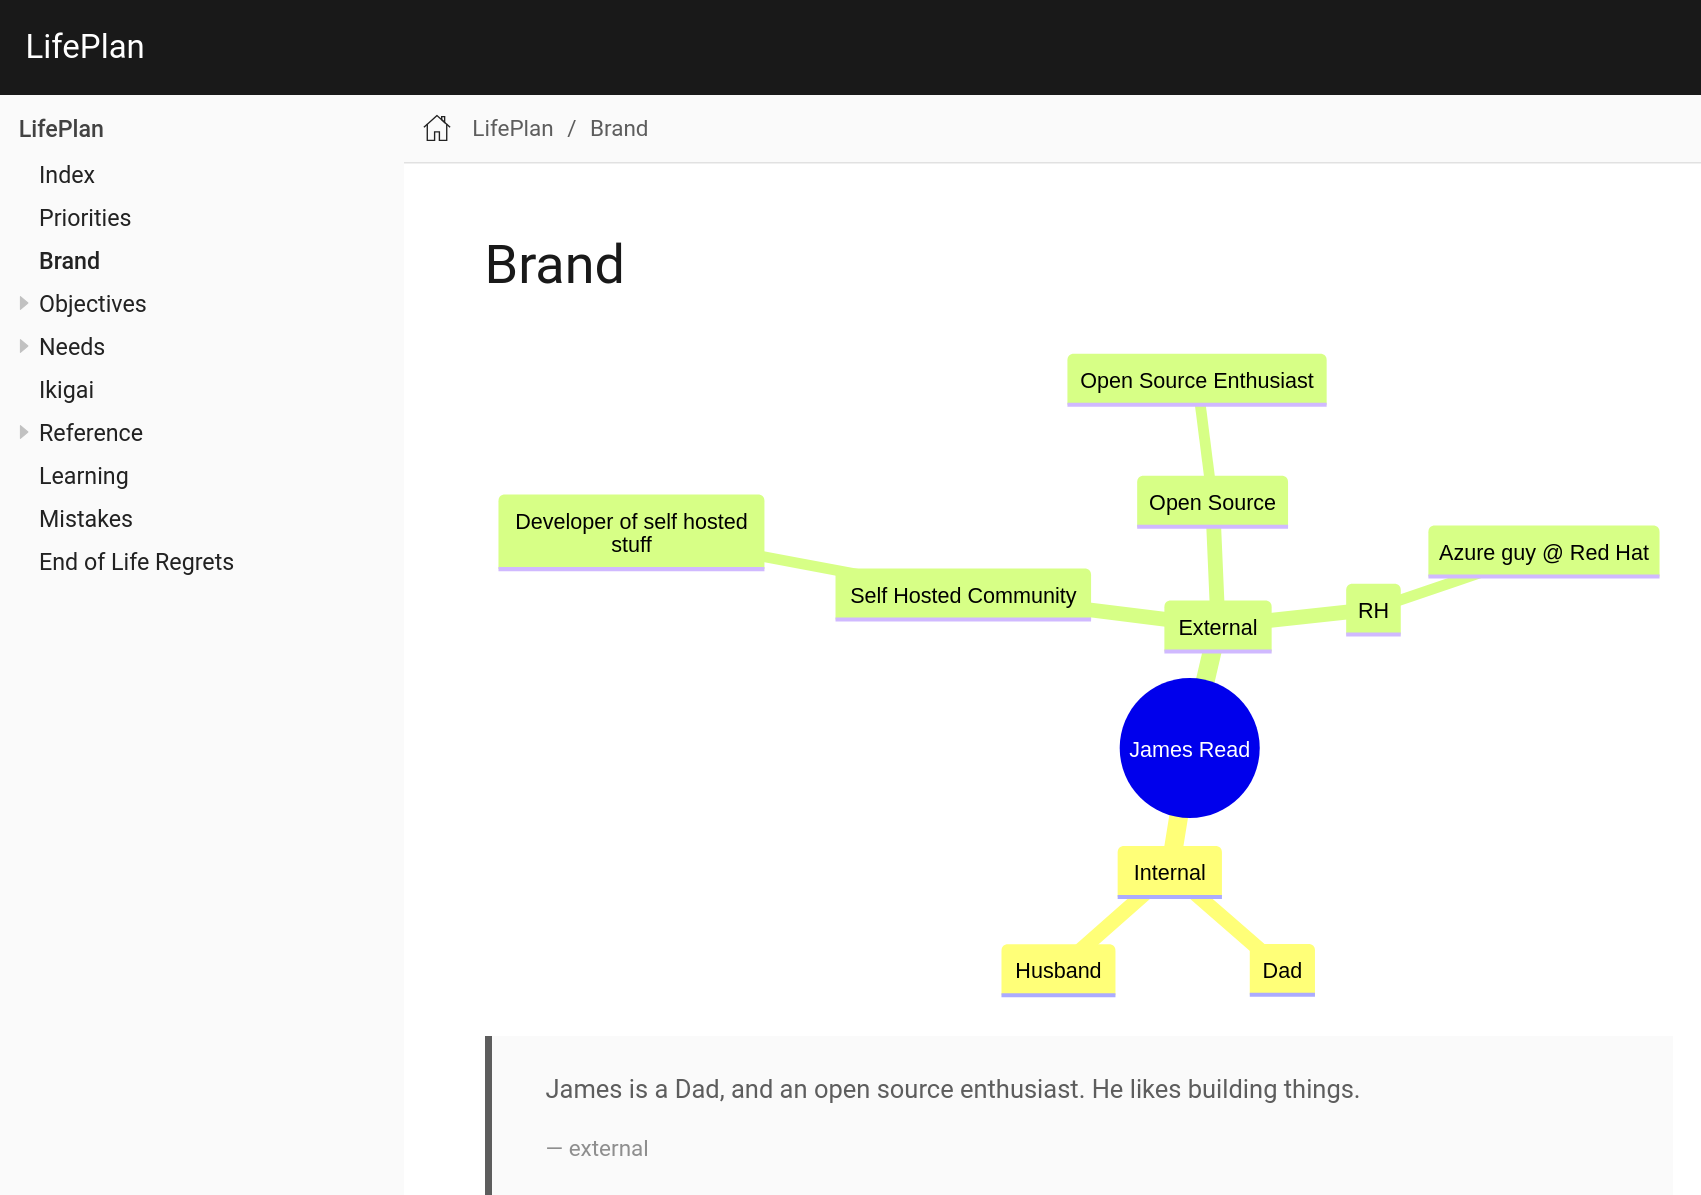 LifePlan
LifePlan
Index
Priorities
Brand
Objectives
Needs
Ikigai
Reference
Learning
Mistakes
End of Life Regrets
LifePlan / Brand
Brand
Open Source Enthusiast
Open Source
Developer of self hosted
stuff
Azure guy @ Red Hat
Self Hosted Community
RH
External
James Read
Internal
Husband
Dad
James is a Dad, and an open source enthusiast. He likes building things.
— external